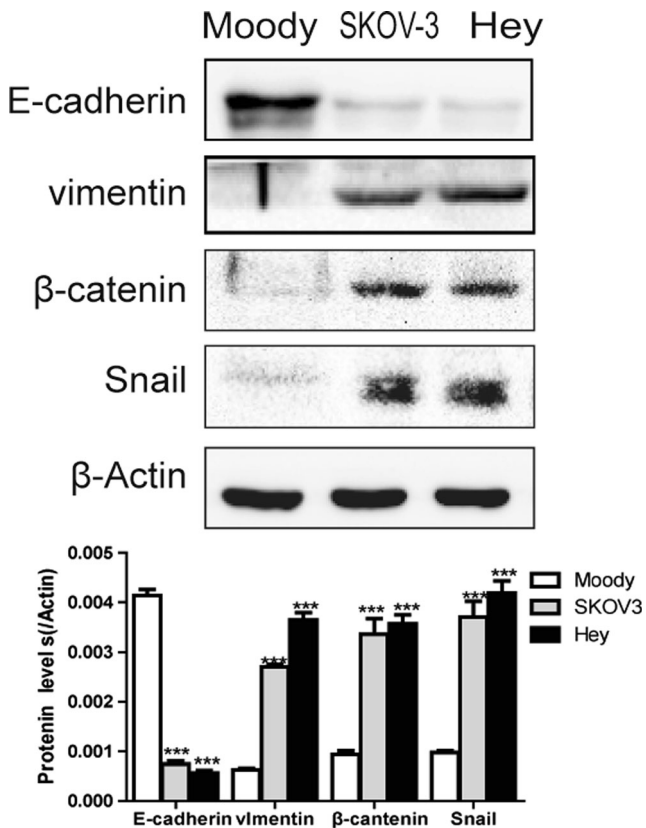 Moody SKOV-3 Hey
E-cadherin
vimentin
β-catenin
Snail
β-Actin
Protenin level s(/Actin)
0.005
0.004
0.003
0.002
0.001
0.000
*** ***
*** ***
*** ***
*** ***
E-cadherin vlmentin β-cantenin Snail
Moody
SKOV3
Hey